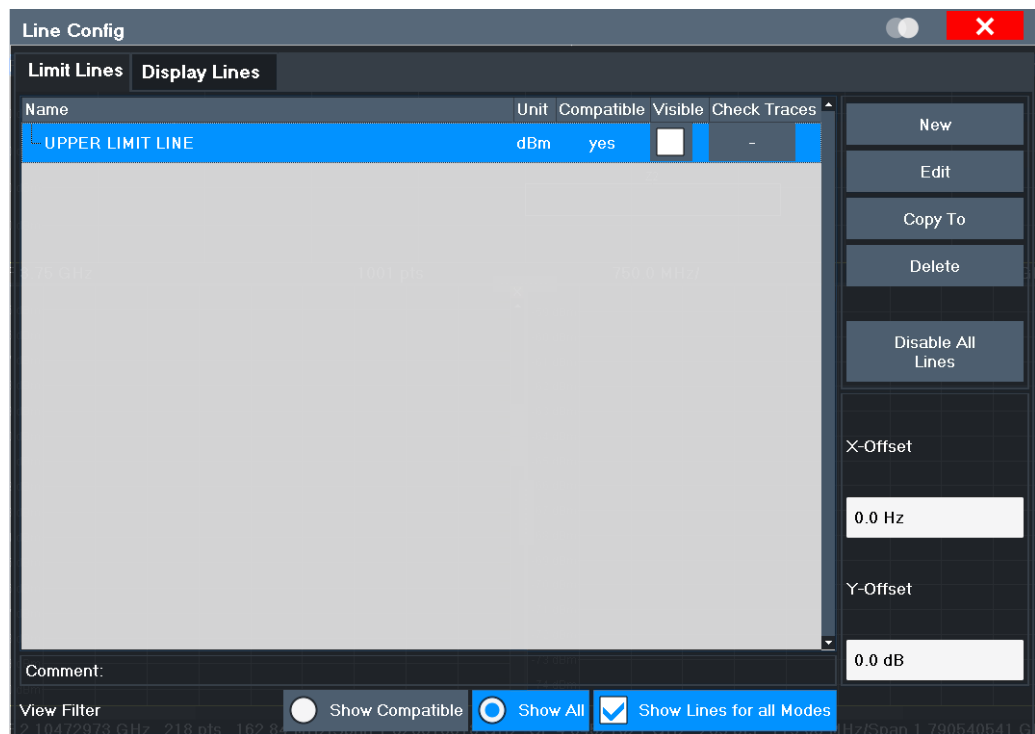 Line Config
Limit Lines Display Lines
Name Unit Compatible Visible Check Traces
UPPER LIMIT LINE dBm yes -
New
Edit
Copy To
Delete
Disable All
Lines
X-Offset
0.0 Hz
Y-Offset
0.0 dB
Comment:
View Filter Show Compatible Show All Show Lines for all Modes